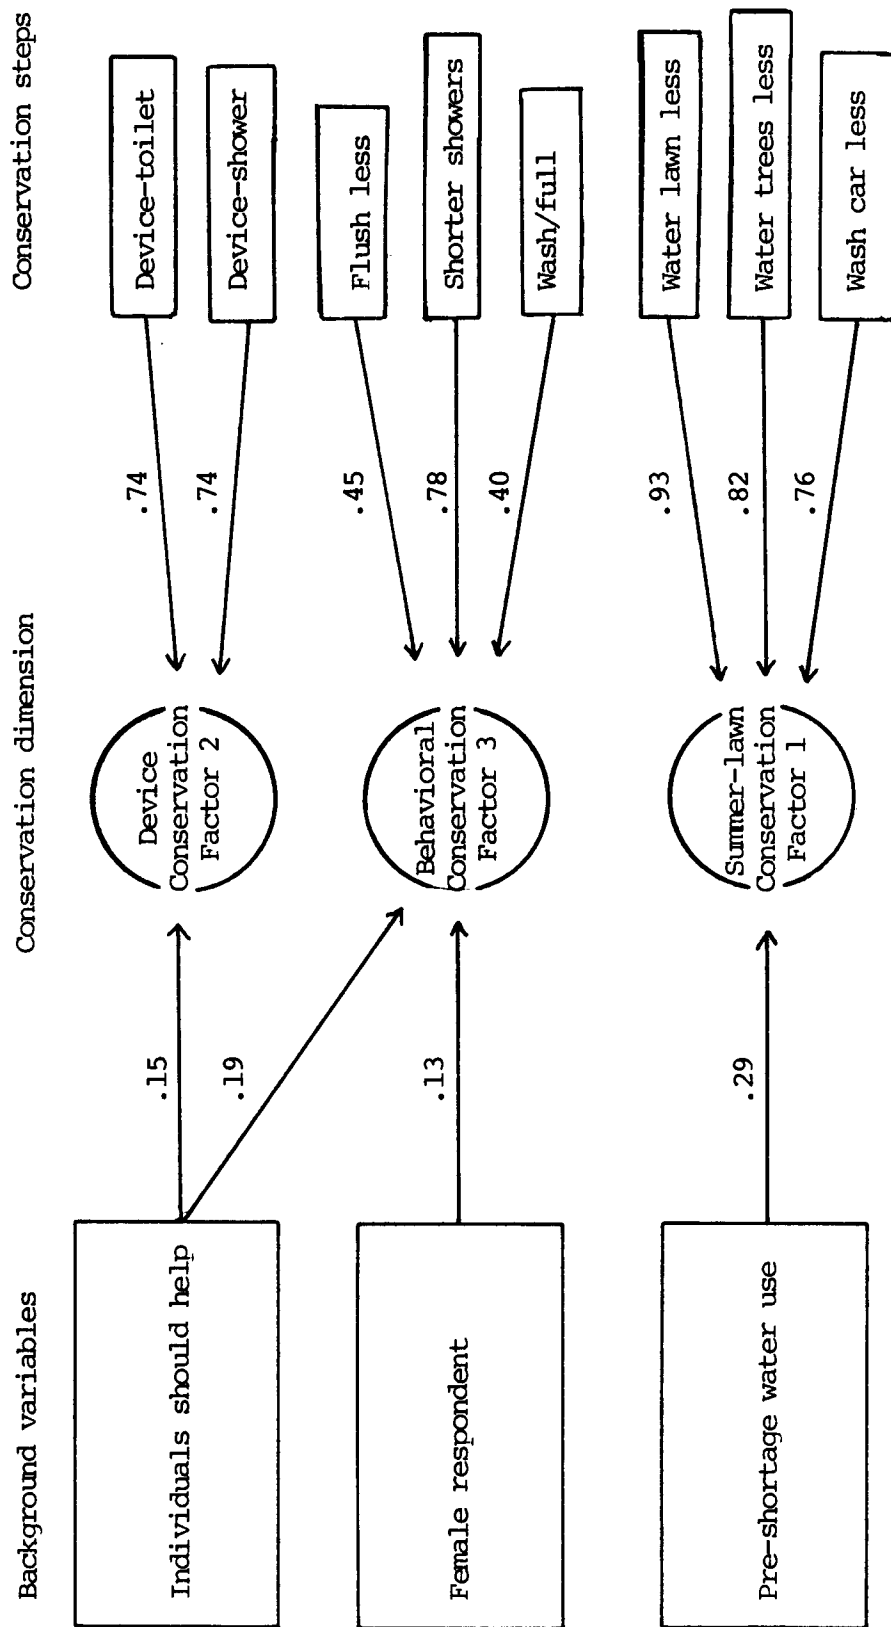 Background variables
Conservation dimension
Conservation steps
Individuals should help
.15
.19
Device
Conservation
Factor 2
.74
.74
Device-toilet
Device-shower
Female respondent
.13
Behavioral
Conservation
Factor 3
.45
.78
.40
Flush less
Shorter showers
Wash/full
Pre-shortage water use
.29
Summer-lawn
Conservation
Factor 1
.93
.82
.76
Water lawn less
Water trees less
Wash car less